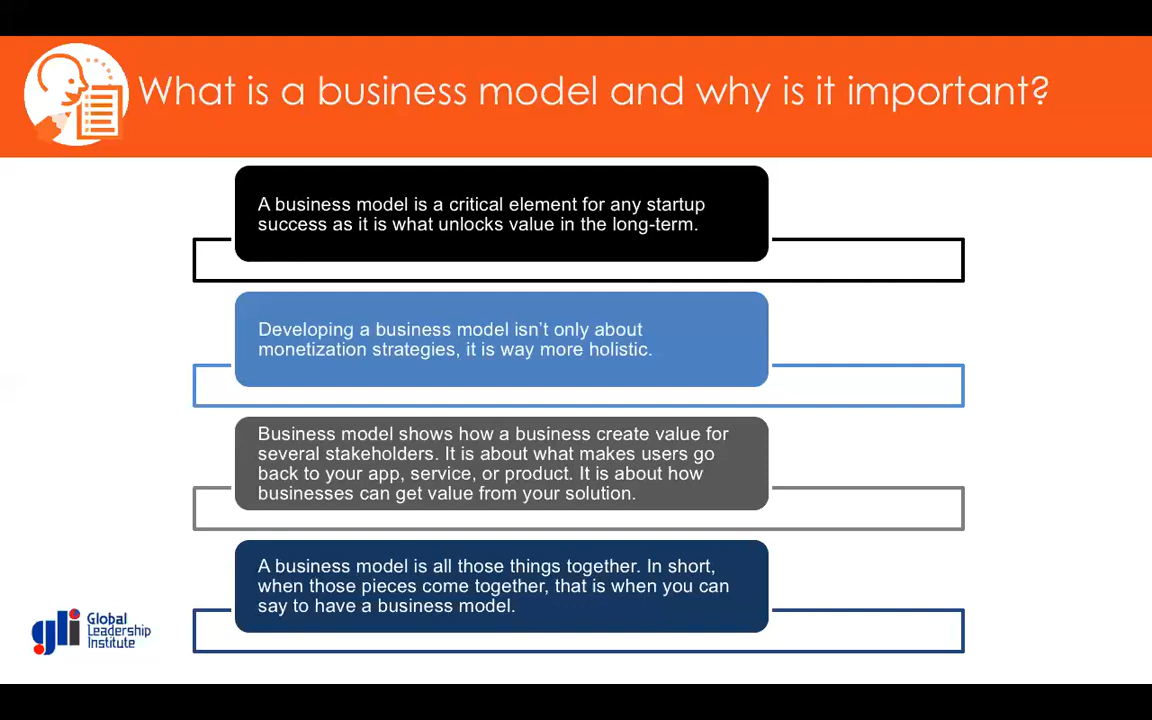 What is a business model and why is it important?
A business model is a critical element for any startup
success as it is what unlocks value in the long-term.
Developing a business model isn't only about
monetization strategies, it is way more holistic.
Business model shows how a business create value for
several stakeholders. It is about what makes users go
back to your app, service, or product. It is about how
businesses can get value from your solution.
A business model is all those things together. In short,
when those pieces come together, that is when you can
say to have a business model.
gli Global
Leadership
Institute